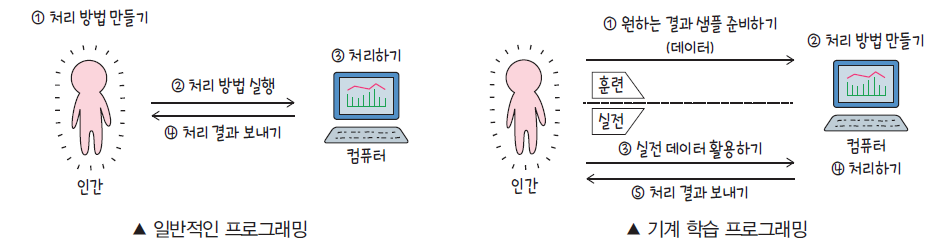 ① 처리 방법 만들기
③ 처리하기
② 처리 방법 실행
④ 처리 결과 보내기
컴퓨터
인간
▲ 일반적인 프로그래밍
① 원하는 결과 샘플 준비하기
(데이터)
② 처리 방법 만들기
훈련
실전
③ 실전 데이터 활용하기
컴퓨터
④ 처리하기
⑤ 처리 결과 보내기
인간
▲ 기계 학습 프로그래밍